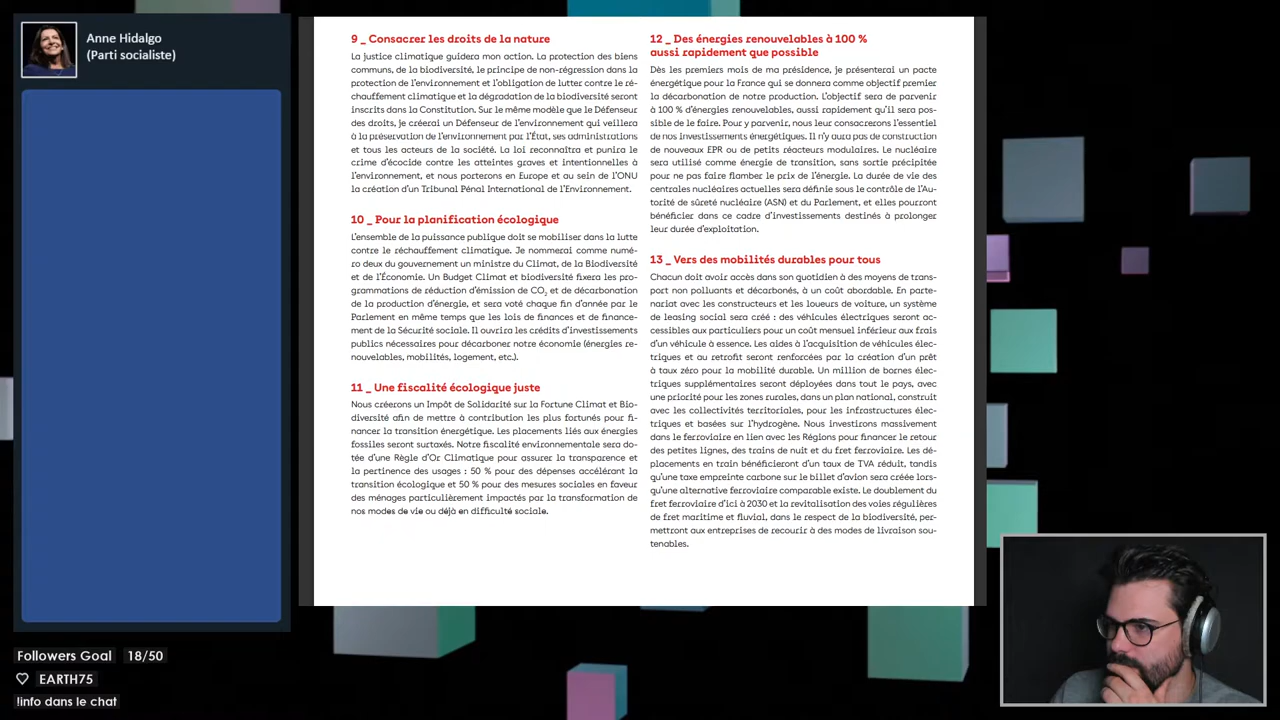 Anne Hidalgo
(Parti socialiste)
9 _ Consacrer les droits de la nature
La justice climatique guidera mon action. La protection des biens
communs, de la biodiversité, le principe de non-régression dans la
protection de l'environnement et l'obligation de lutter contre le ré-
chauffement climatique et la dégradation de la biodiversité seront
inscrits dans la Constitution. Sur le même modèle que le Défenseur
des droits, je créerai un Défenseur de l'environnement qui veillera
à la préservation de l'environnement par l'État, ses administrations
et tous les acteurs de la société. La loi reconnaîtra et punira le
crime d'écocide contre les atteintes graves et intentionnelles à
l'environnement, et nous porterons en Europe et au sein de l'ONU
la création d'un Tribunal Pénal International de l'Environnement.
10 _ Pour la planification écologique
L'ensemble de la puissance publique doit se mobiliser dans la lutte
contre le réchauffement climatique. Je nommerai comme numé-
ro deux du gouvernement un ministre du Climat, de la Biodiversité
et de l'Économie. Un Budget Climat et biodiversité fixera les pro-
grammations de réduction d'émission de CO₂ et de décarbonation
de la production d'énergie, et sera voté chaque fin d'année par le
Parlement en même temps que les lois de finances et de finance-
ment de la Sécurité sociale. Il ouvrira les crédits d'investissements
publics nécessaires pour décarboner notre économie (énergies re-
nouvelables, mobilités, logement, etc.).
11 _ Une fiscalité écologique juste
Nous créerons un Impôt de Solidarité sur la Fortune Climat et Bio-
diversité afin de mettre à contribution les plus fortunés pour fi-
nancer la transition énergétique. Les placements liés aux énergies
fossiles seront surtaxés. Notre fiscalité environnementale sera do-
tée d'une Règle d'Or Climatique pour assurer la transparence et
la pertinence des usages : 50 % pour des dépenses accélérant la
transition écologique et 50 % pour des mesures sociales en faveur
des ménages particulièrement impactés par la transformation de
nos modes de vie ou déjà en difficulté sociale.
12 _ Des énergies renouvelables à 100 %
aussi rapidement que possible
Dès les premiers mois de ma présidence, je présenterai un pacte
énergétique pour la France qui se donnera comme objectif premier
la décarbonation de notre production. L'objectif sera de parvenir
à 100 % d'énergies renouvelables, aussi rapidement qu'il sera pos-
sible de le faire. Pour y parvenir, nous leur consacrerons l'essentiel
de nos investissements énergétiques. Il n'y aura pas de construction
de nouveaux EPR ou de petits réacteurs modulaires. Le nucléaire
sera utilisé comme énergie de transition, sans sortie précipitée
pour ne pas faire flamber le prix de l'énergie. La durée de vie des
centrales nucléaires actuelles sera définie sous le contrôle de l'Au-
torité de sûreté nucléaire (ASN) et du Parlement, et elles pourront
bénéficier dans ce cadre d'investissements destinés à prolonger
leur durée d'exploitation.
13 _ Vers des mobilités durables pour tous
Chacun doit avoir accès dans son quotidien à des moyens de trans-
port non polluants et décarbonés, à un coût abordable. En parte-
nariat avec les constructeurs et les loueurs de voiture, un système
de leasing social sera créé : des véhicules électriques seront ac-
cessibles aux particuliers pour un coût mensuel inférieur aux frais
d'un véhicule à essence. Les aides à l'acquisition de véhicules élec-
triques et au retrofit seront renforcées par la création d'un prêt
à taux zéro pour la mobilité durable. Un million de bornes élec-
triques supplémentaires seront déployées dans tout le pays, avec
une priorité pour les zones rurales, dans un plan national, construit
avec les collectivités territoriales, pour les infrastructures élec-
triques et basées sur l'hydrogène. Nous investirons massivement
dans le ferroviaire en lien avec les Régions pour financer le retour
des petites lignes, des trains de nuit et du fret ferroviaire. Les dé-
placements en train bénéficieront d'un taux de TVA réduit, tandis
qu'une taxe empreinte carbone sur le billet d'avion sera créée lors-
qu'une alternative ferroviaire comparable existe. Le doublement du
fret ferroviaire d'ici à 2030 et la revitalisation des voies régulières
de fret maritime et fluvial, dans le respect de la biodiversité, per-
mettront aux entreprises de recourir à des modes de livraison sou-
tenables.
Followers Goal 18/50
EARTH75
!info dans le chat